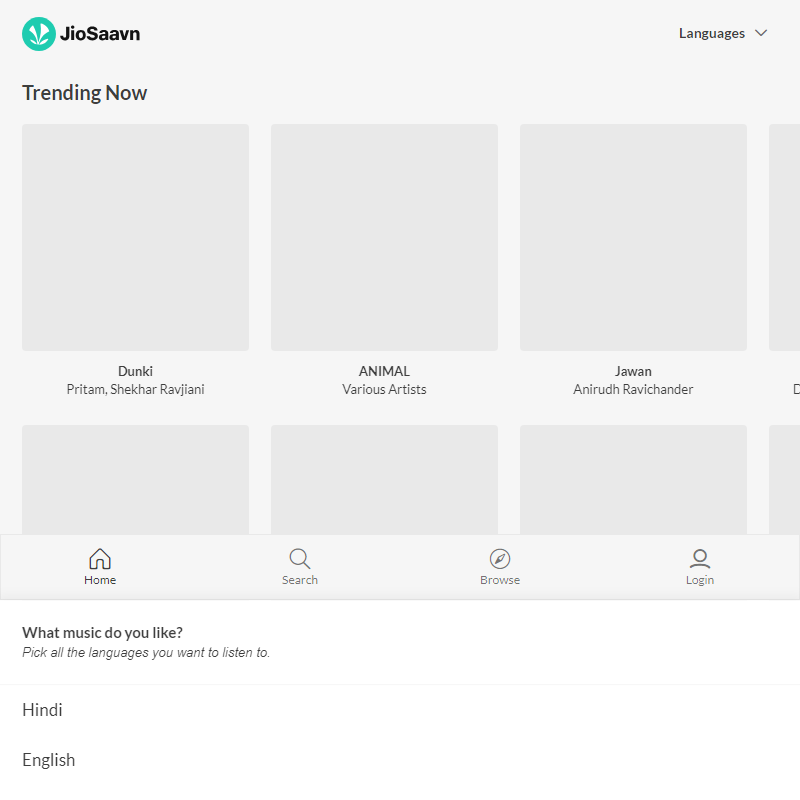 JioSaavn
Languages
Trending Now
Dunki
Pritam, Shekhar Ravjiani
ANIMAL
Various Artists
Jawan
Anirudh Ravichander
D
Home
Search
Browse
Login
What music do you like?
Pick all the languages you want to listen to.
Hindi
English